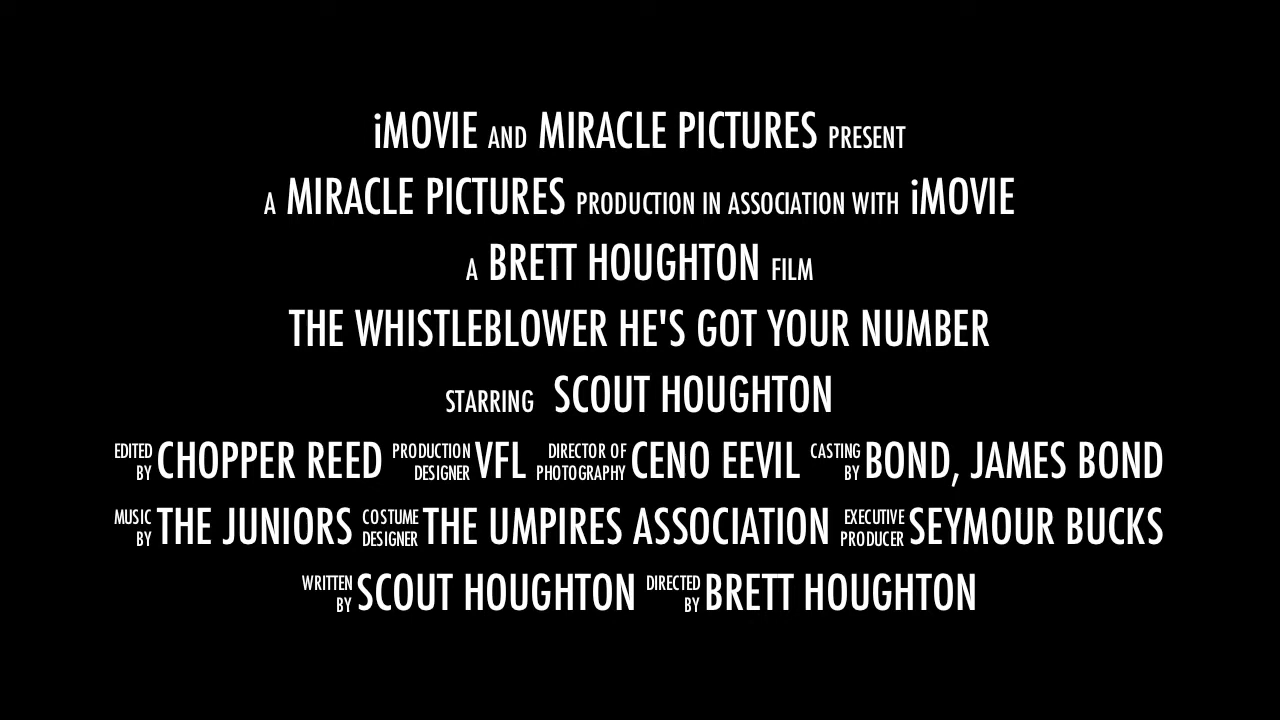 iMOVIE AND MIRACLE PICTURES PRESENT
A MIRACLE PICTURES PRODUCTION IN ASSOCIATION WITH iMOVIE
A BRETT HOUGHTON FILM
THE WHISTLEBLOWER HE'S GOT YOUR NUMBER
STARRING SCOUT HOUGHTON
EDITED BY CHOPPER REED PRODUCTION DESIGNER VFL DIRECTOR OF PHOTOGRAPHY CENO EEVIL CASTING BY BOND, JAMES BOND
MUSIC BY THE JUNIORS COSTUME DESIGNER THE UMPIRES ASSOCIATION EXECUTIVE PRODUCER SEYMOUR BUCKS
WRITTEN BY SCOUT HOUGHTON DIRECTED BY BRETT HOUGHTON